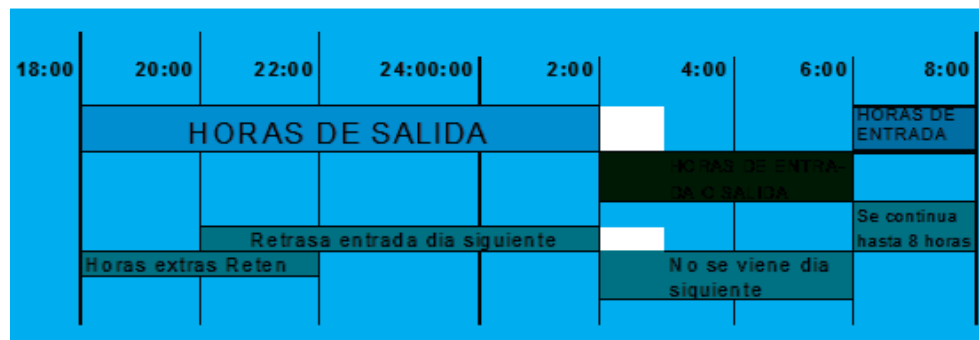 18:00 20:00 22:00 24:00:00 2:00 4:00 6:00 8:00
HORAS DE SALIDA
HORAS DE
ENTRADA
HORAS DE ENTRA-
DA O SALIDA
Se continua
hasta 8 horas
Retrasa entrada dia siguiente
Horas extras Reten
No se viene dia
siguiente